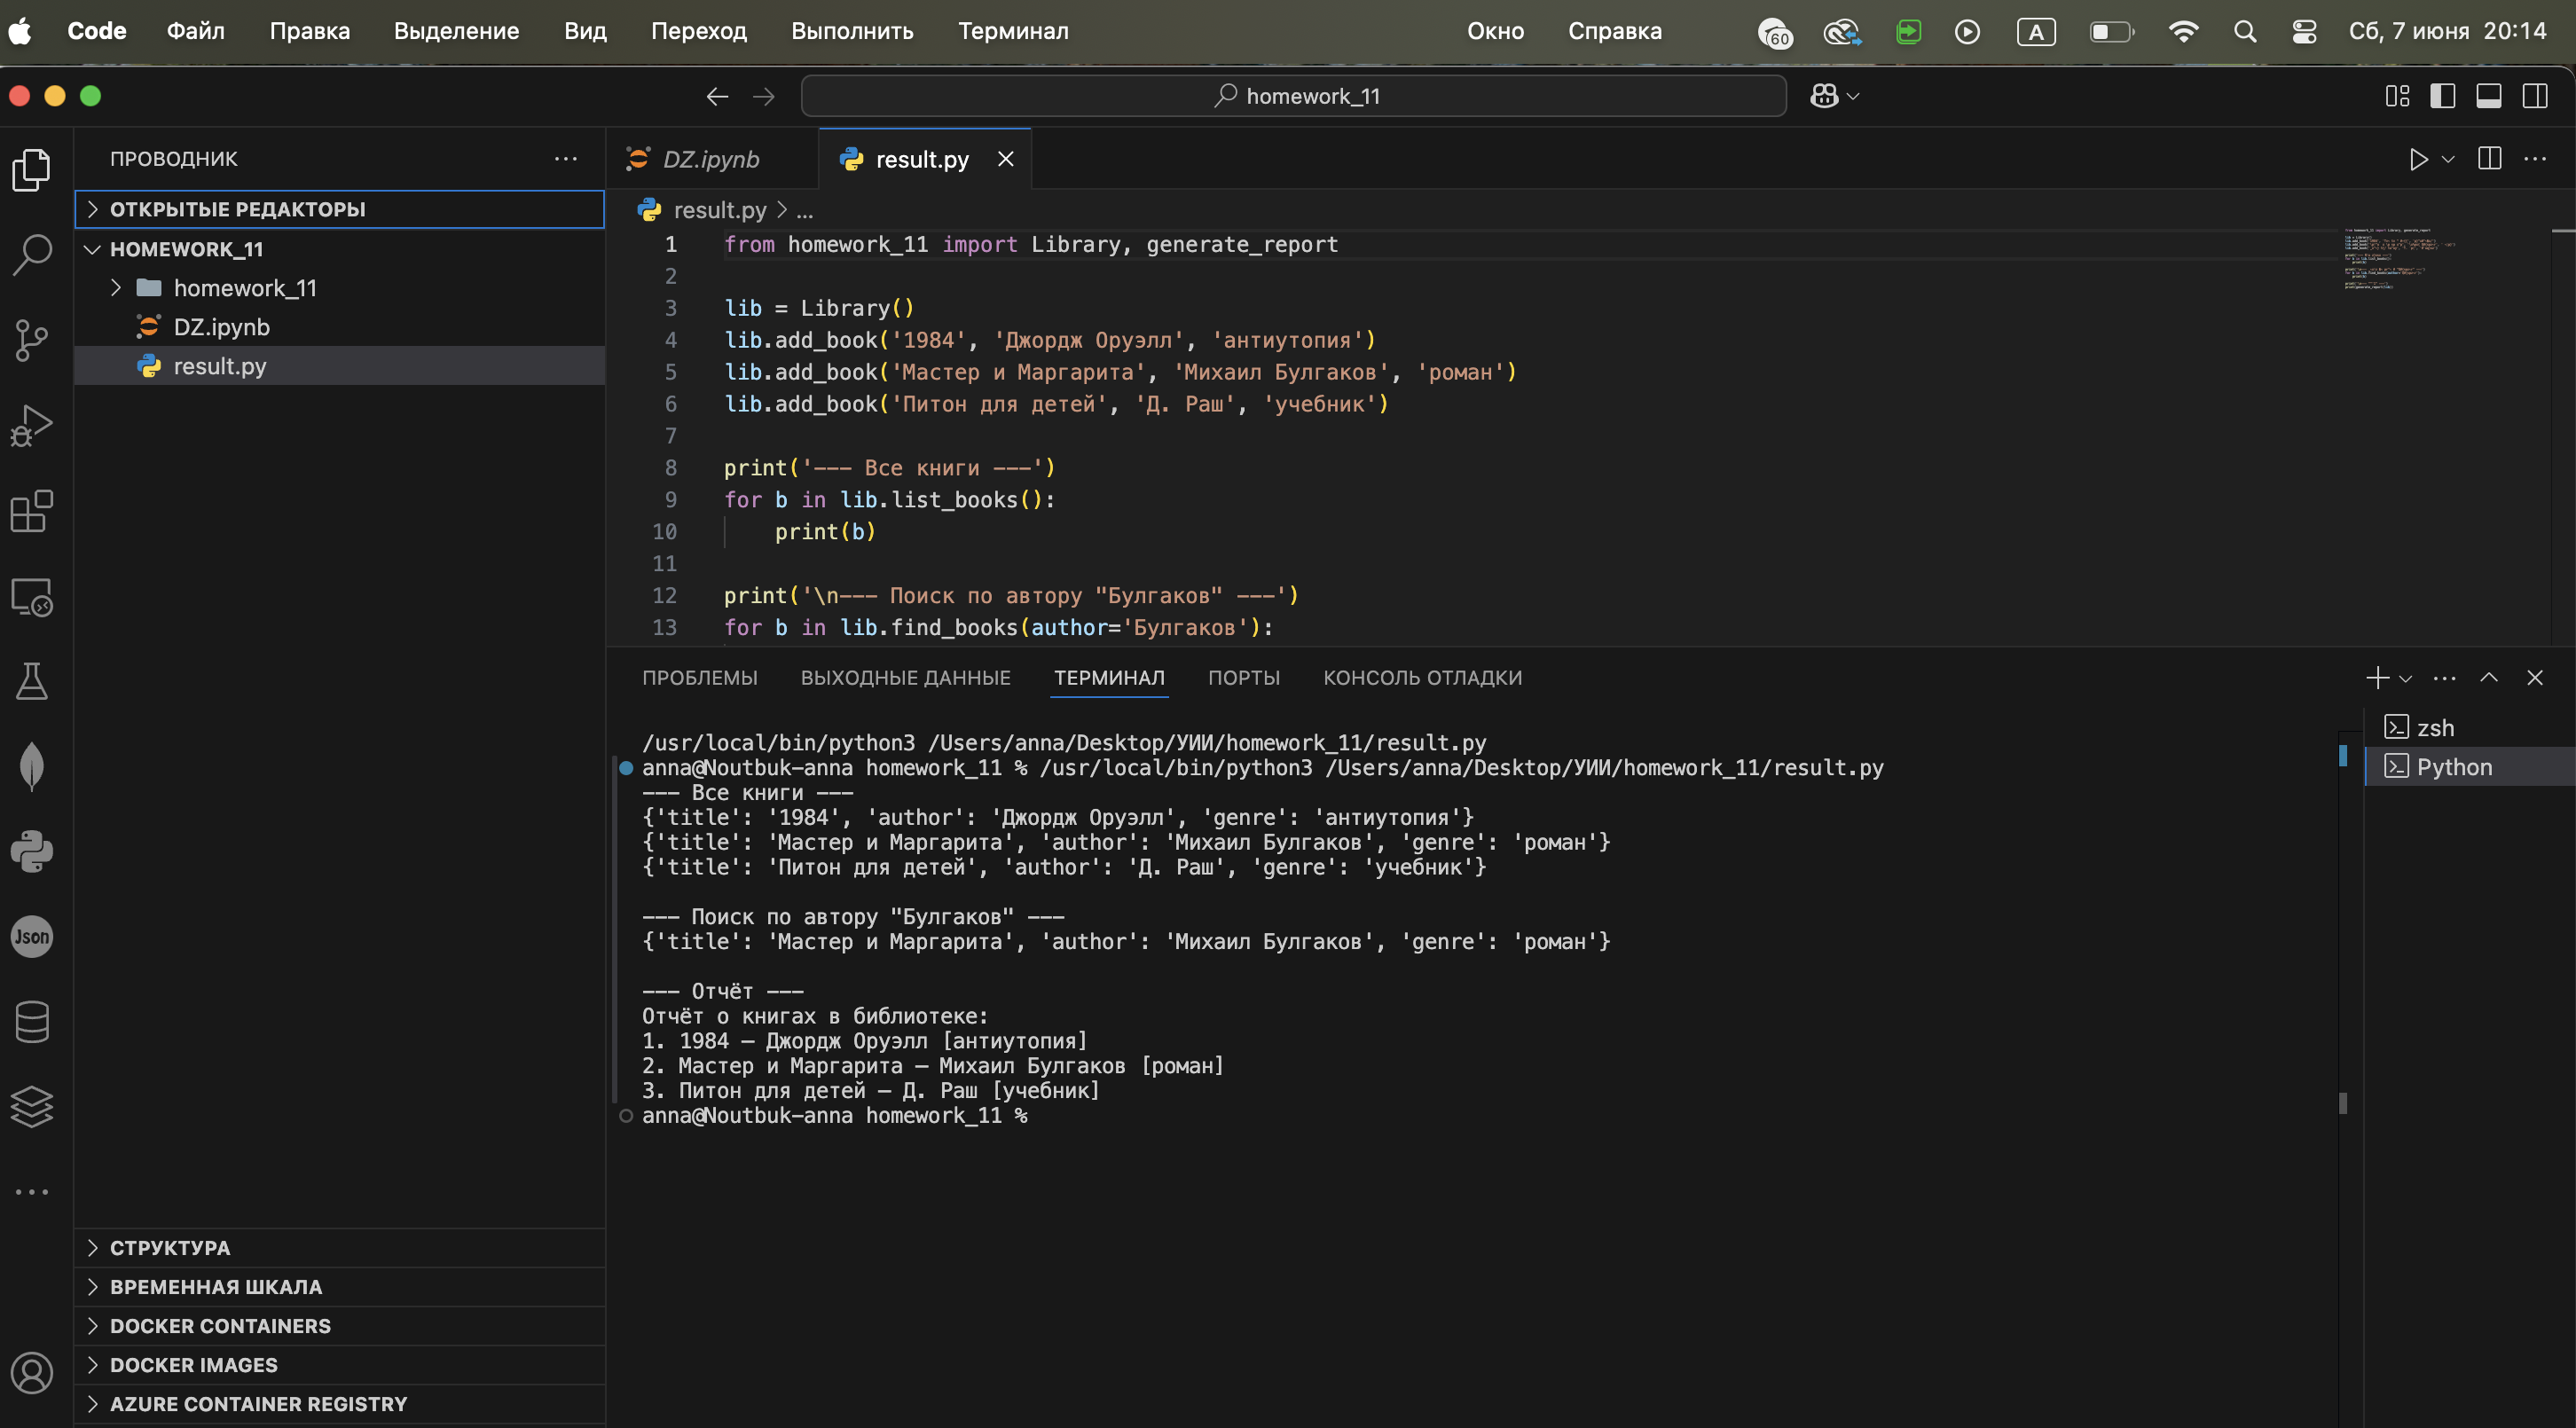 Code Файл Правка Выделение Вид Переход Выполнить Терминал Окно Справка 60 A Сб, 7 июня 20:14
homework_11
ПРОВОДНИК
ОТКРЫТЫЕ РЕДАКТОРЫ
HOMEWORK_11
homework_11
DZ.ipynb
result.py
Json
СТРУКТУРА
ВРЕМЕННАЯ ШКАЛА
DOCKER CONTAINERS
DOCKER IMAGES
AZURE CONTAINER REGISTRY
DZ.ipynb result.py
result.py > ...
1 from homework_11 import Library, generate_report
2
3 lib = Library()
4 lib.add_book('1984', 'Джордж Оруэлл', 'антиутопия')
5 lib.add_book('Мастер и Маргарита', 'Михаил Булгаков', 'роман')
6 lib.add_book('Питон для детей', 'Д. Раш', 'учебник')
7
8 print('--- Все книги ---')
9 for b in lib.list_books():
10 print(b)
11
12 print('\n--- Поиск по автору "Булгаков" ---')
13 for b in lib.find_books(author='Булгаков'):
ПРОБЛЕМЫ ВЫХОДНЫЕ ДАННЫЕ ТЕРМИНАЛ ПОРТЫ КОНСОЛЬ ОТЛАДКИ
/usr/local/bin/python3 /Users/anna/Desktop/УИИ/homework_11/result.py
anna@Noutbuk-anna homework_11 % /usr/local/bin/python3 /Users/anna/Desktop/УИИ/homework_11/result.py
--- Все книги ---
{'title': '1984', 'author': 'Джордж Оруэлл', 'genre': 'антиутопия'}
{'title': 'Мастер и Маргарита', 'author': 'Михаил Булгаков', 'genre': 'роман'}
{'title': 'Питон для детей', 'author': 'Д. Раш', 'genre': 'учебник'}
--- Поиск по автору "Булгаков" ---
{'title': 'Мастер и Маргарита', 'author': 'Михаил Булгаков', 'genre': 'роман'}
--- Отчёт ---
Отчёт о книгах в библиотеке:
1. 1984 — Джордж Оруэлл [антиутопия]
2. Мастер и Маргарита — Михаил Булгаков [роман]
3. Питон для детей — Д. Раш [учебник]
anna@Noutbuk-anna homework_11 %
zsh
Python